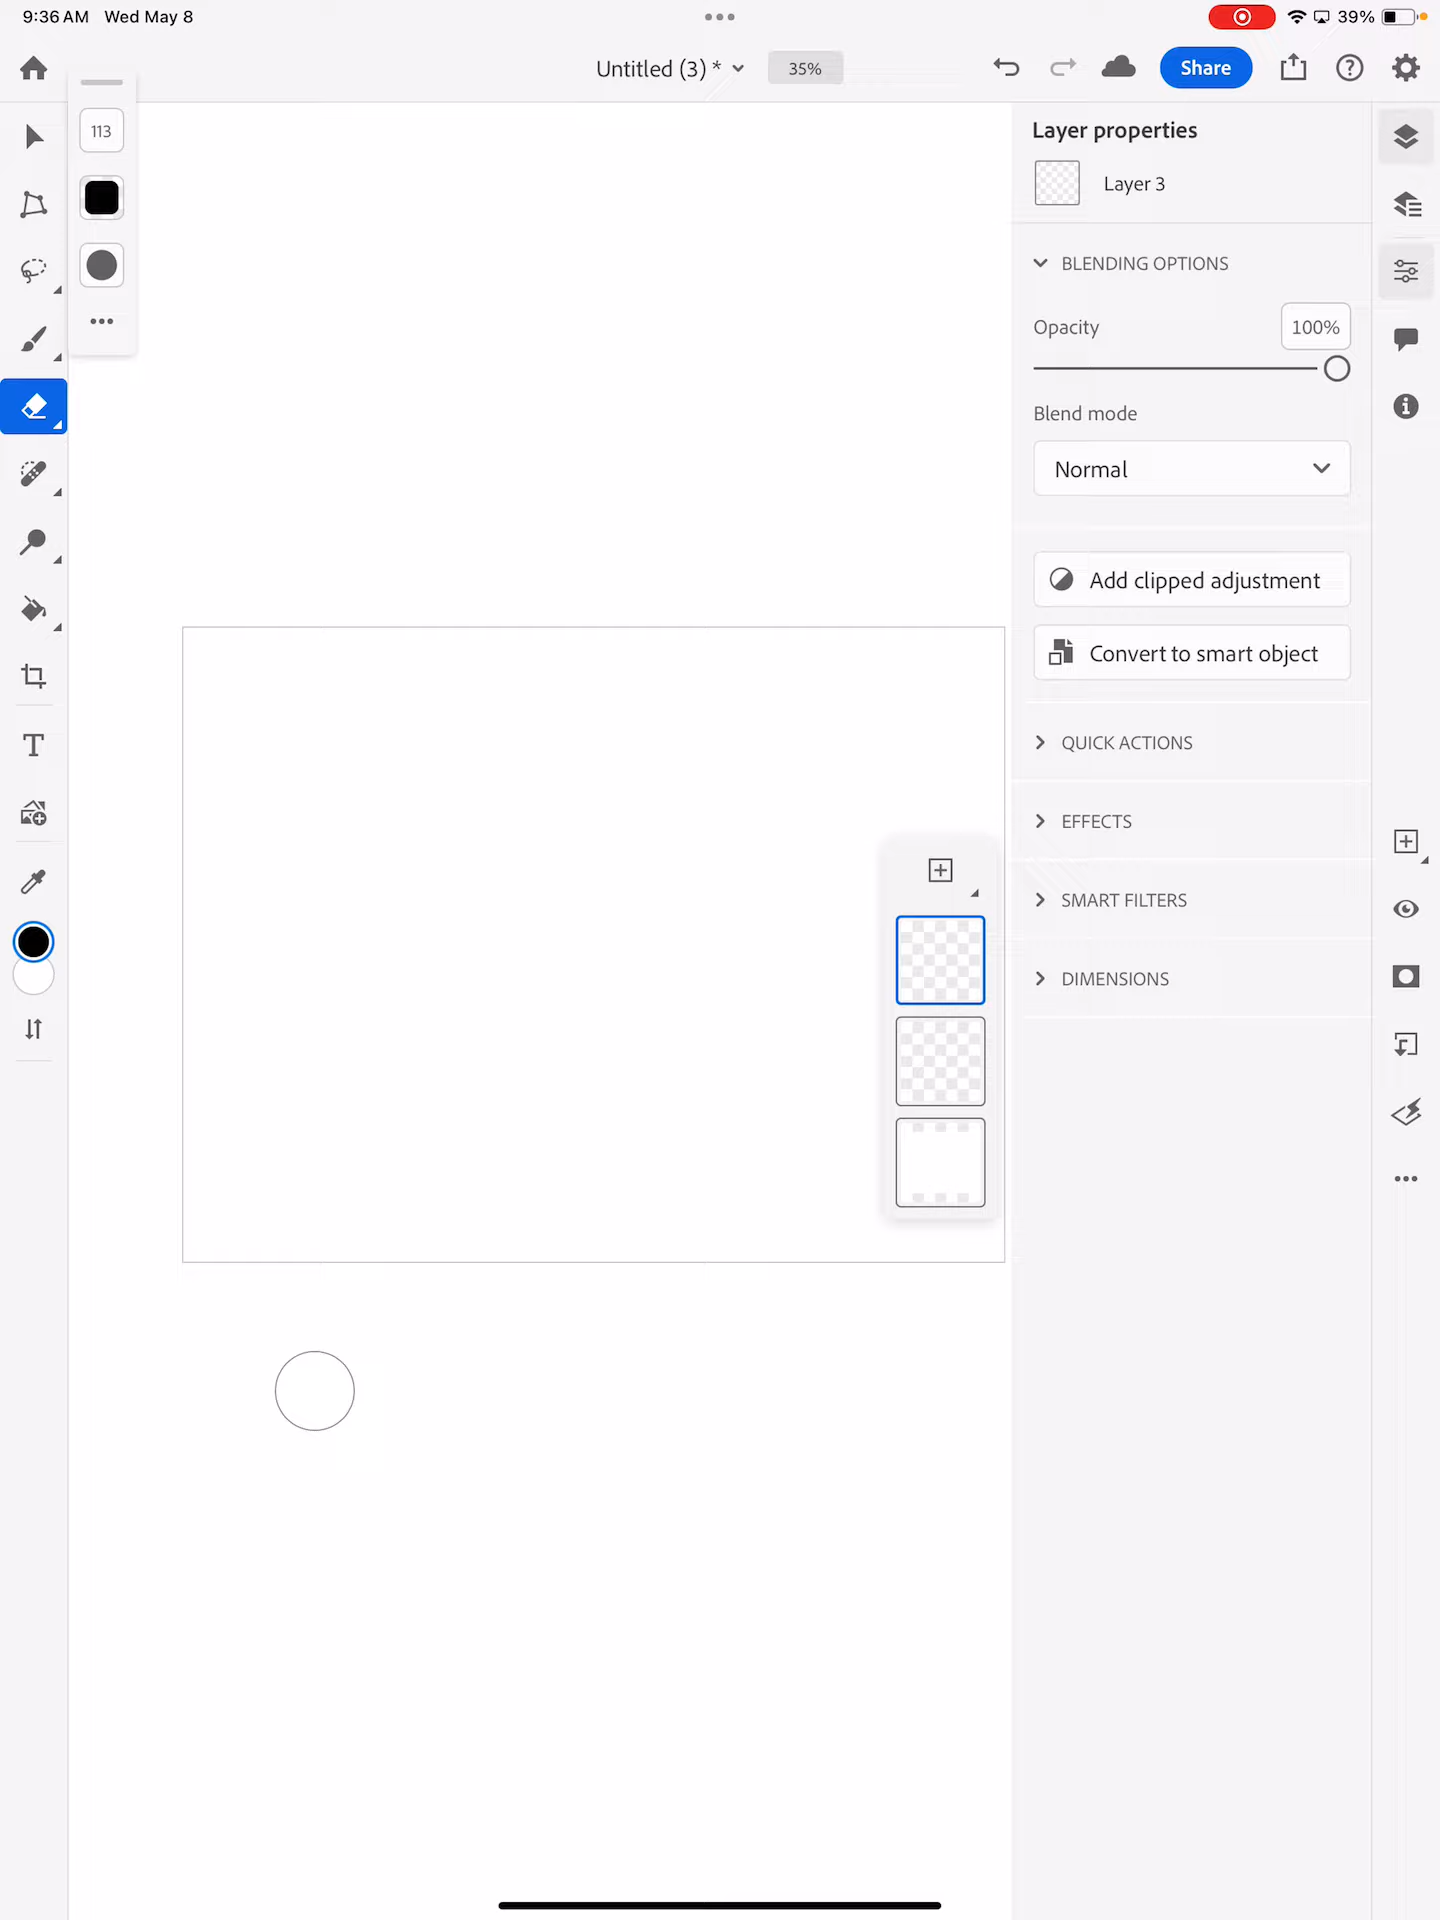 9:36 AM Wed May 8
39%
Untitled (3) *
35%
Share
113
Layer properties
Layer 3
BLENDING OPTIONS
Opacity
100%
Blend mode
Normal
Add clipped adjustment
Convert to smart object
QUICK ACTIONS
EFFECTS
SMART FILTERS
DIMENSIONS